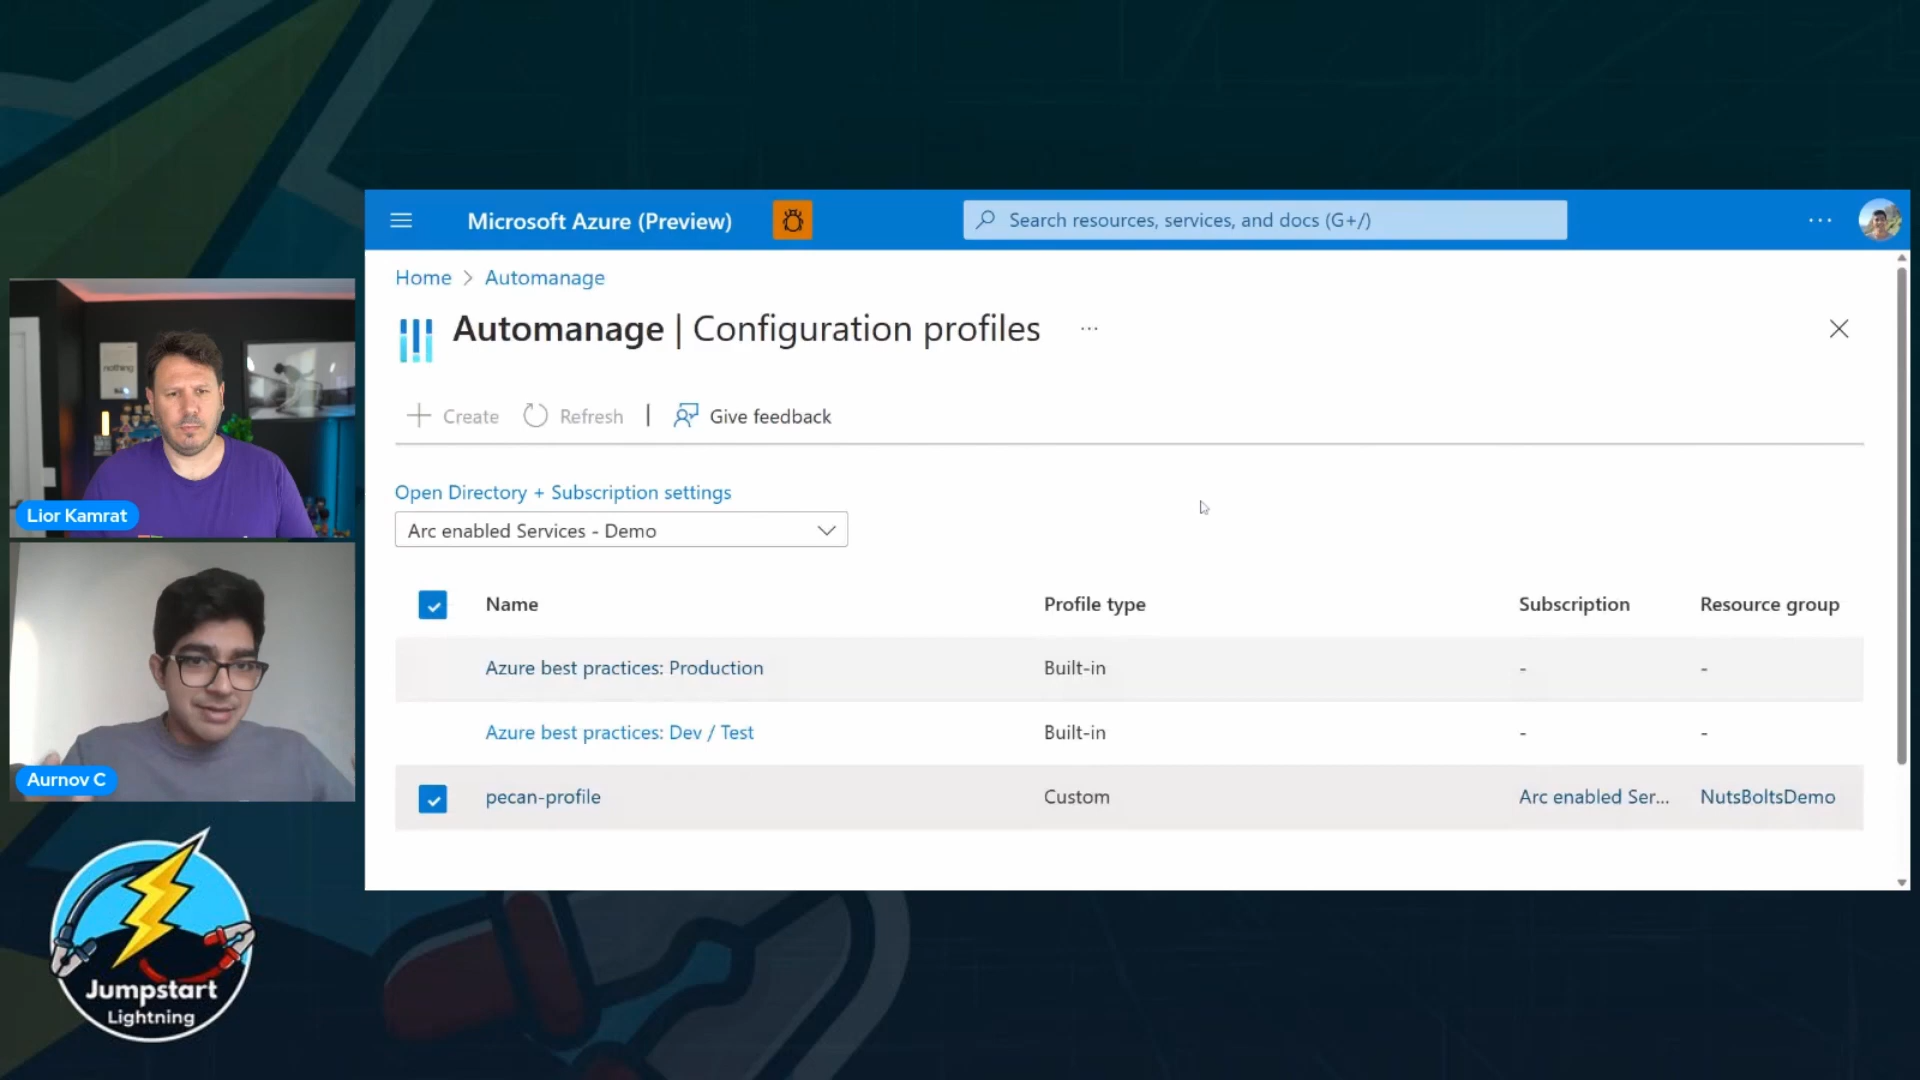 Microsoft Azure (Preview)
Search resources, services, and docs (G+/)
Home > Automanage
Automanage | Configuration profiles
Create
Refresh
Give feedback
Open Directory + Subscription settings
Arc enabled Services - Demo
Name Profile type Subscription Resource group
Azure best practices: Production Built-in - -
Azure best practices: Dev / Test Built-in - -
pecan-profile Custom Arc enabled Ser... NutsBoltsDemo
nothing
Lior Kamrat
Aurnov C
Jumpstart
Lightning